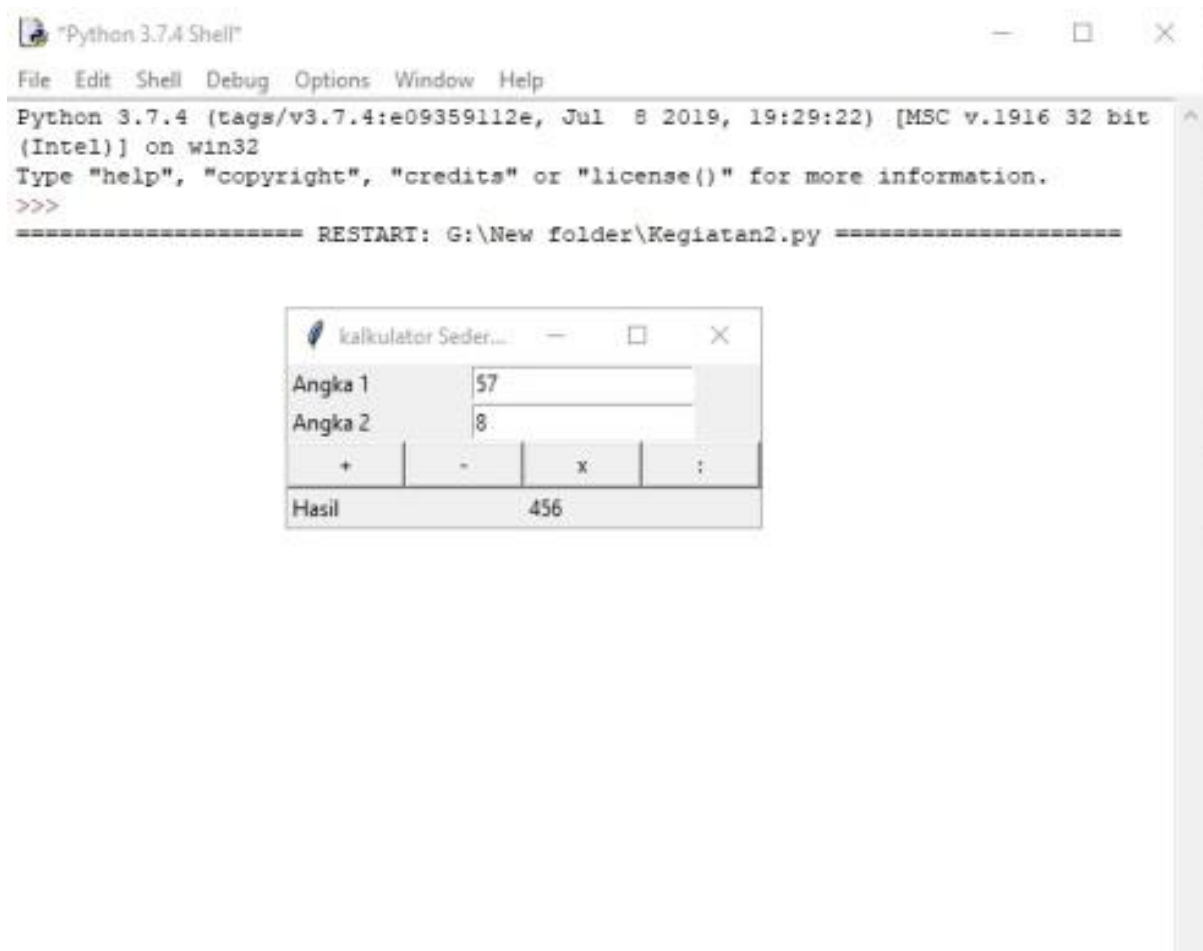 *Python 3.7.4 Shell*
File Edit Shell Debug Options Window Help
Python 3.7.4 (tags/v3.7.4:e09359112e, Jul  8 2019, 19:29:22) [MSC v.1916 32 bit
(Intel)] on win32
Type "help", "copyright", "credits" or "license()" for more information.
>>>
==================== RESTART: G:\New folder\Kegiatan2.py ====================
kalkulator Seder...
Angka 1 57
Angka 2 8
+ - x :
Hasil 456